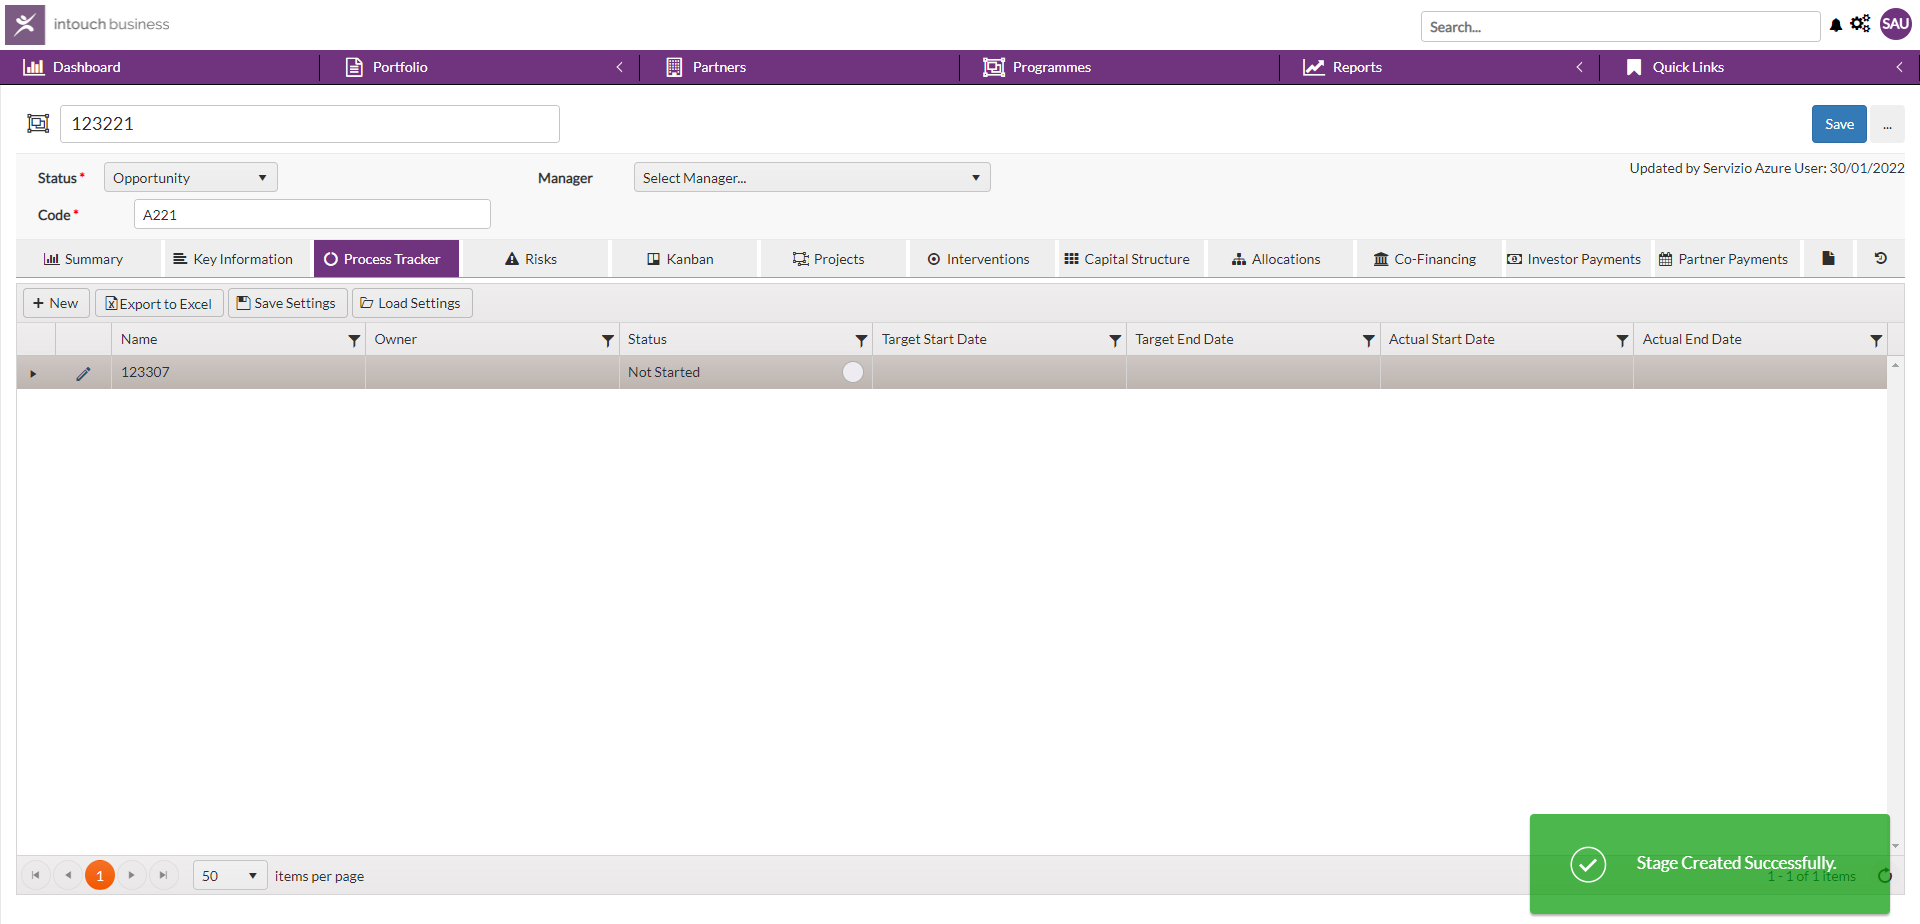 intouch business
Search...
SAU
Dashboard
Portfolio
Partners
Programmes
Reports
Quick Links
123221
Save
...
Status*
Opportunity
Manager
Select Manager...
Updated by Servizio Azure User: 30/01/2022
Code*
A221
Summary
Key Information
Process Tracker
Risks
Kanban
Projects
Interventions
Capital Structure
Allocations
Co-Financing
Investor Payments
Partner Payments
New
Export to Excel
Save Settings
Load Settings
Name
Owner
Status
Target Start Date
Target End Date
Actual Start Date
Actual End Date
123307
Not Started
1
50
items per page
Stage Created Successfully.
1 - 1 of 1 items